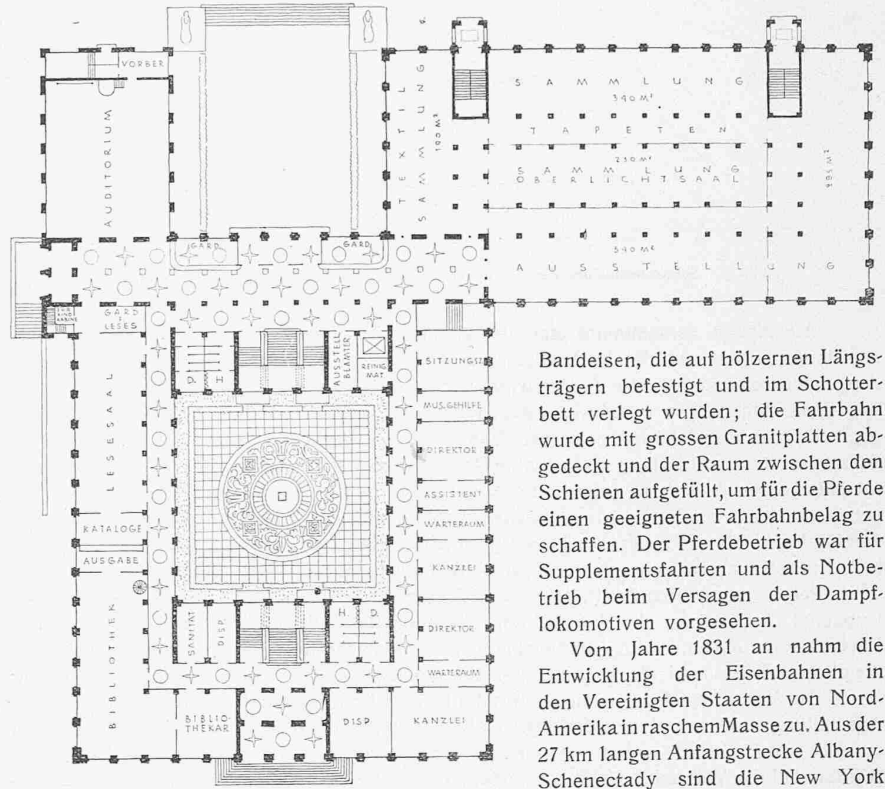 VORBER
AUDITORIUM
TEXTIL
SAMMLUNG
190 M²
SAMMLUNG
340 M²
TAPETEN
230 M²
SAMMLUNG
OBERLICHTSAAL
540 M²
AUSSTELLUNG
GARD
GARD
GARD
LESES
LESESAAL
KATALOGE
AUSGABE
BIBLIOTHEK
D. H
AUSSTELL
BEAMTER
REINIG
MAT
SITZUNGSZ
MUS.GEHILFE
DIREKTOR
ASSISTENT
WARTERAUM
KANZLEI
DIREKTOR
WARTERAUM
SANITÄT
DISP.
H. D.
BIBLIO-
THEKAR
DISP
KANZLEI
Bandeisen, die auf hölzernen Längs-
trägern befestigt und im Schotter-
bett verlegt wurden; die Fahrbahn
wurde mit grossen Granitplatten ab-
gedeckt und der Raum zwischen den
Schienen aufgefüllt, um für die Pferde
einen geeigneten Fahrbahnbelag zu
schaffen. Der Pferdebetrieb war für
Supplementsfahrten und als Notbe-
trieb beim Versagen der Dampf-
lokomotiven vorgesehen.
Vom Jahre 1831 an nahm die
Entwicklung der Eisenbahnen in
den Vereinigten Staaten von Nord-
Amerika in raschem Masse zu. Aus der
27 km langen Anfangstrecke Albany-
Schenectady sind die New York